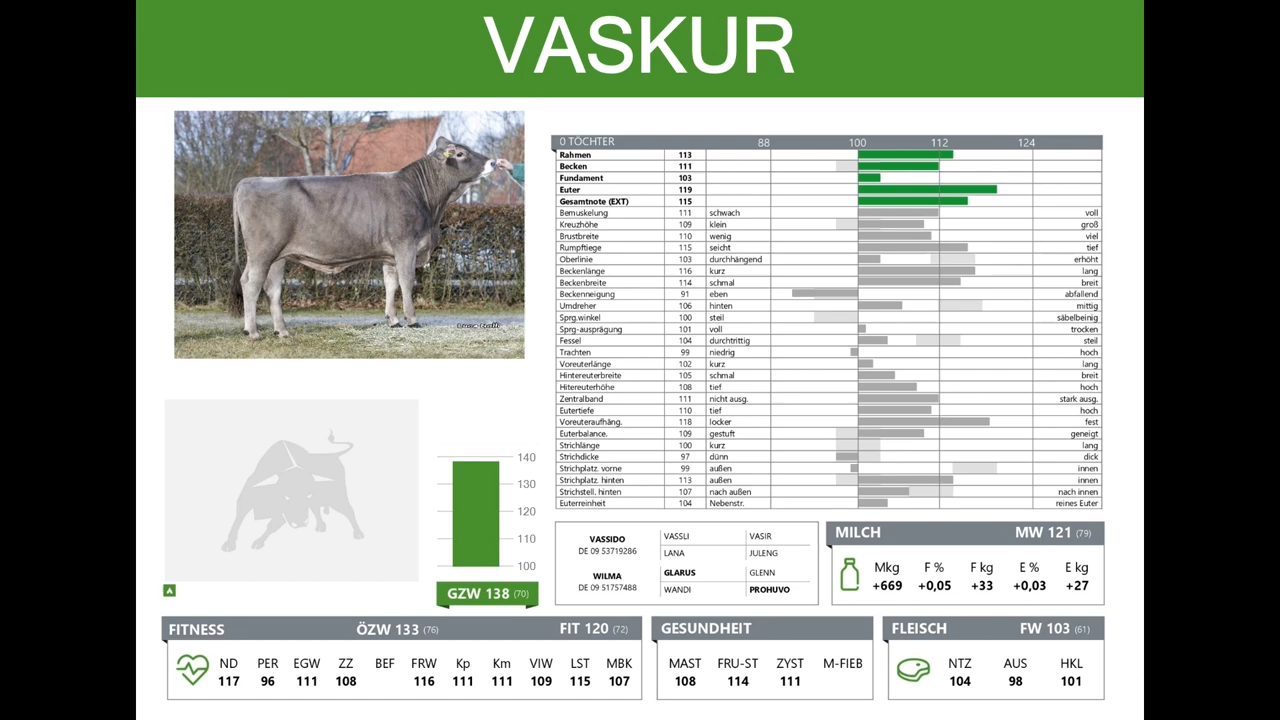 VASKUR
0 TÖCHTER 88 100 112 124
Rahmen 113
Becken 111
Fundament 103
Euter 119
Gesamtnote (EXT) 115
Bemuskelung 111 schwach voll
Kreuzhöhe 109 klein groß
Brustbreite 110 wenig viel
Rumpftiege 115 seicht tief
Oberlinie 103 durchhängend erhöht
Beckenlänge 116 kurz lang
Beckenbreite 114 schmal breit
Beckenneigung 91 eben abfallend
Umdreher 106 hinten mittig
Sprg.winkel 100 steil säbelbeinig
Sprg-ausprägung 101 voll trocken
Fessel 104 durchtrittig steil
Trachten 99 niedrig hoch
Voreuterlänge 102 kurz lang
Hintereuterbreite 105 schmal breit
Hitereuterhöhe 108 tief hoch
Zentralband 111 nicht ausg. stark ausg.
Eutertiefe 110 tief hoch
Voreuteraufhäng. 118 locker fest
Euterbalance. 109 gestuft geneigt
Strichlänge 100 kurz lang
Strichdicke 97 dünn dick
Strichplatz. vorne 99 außen innen
Strichplatz. hinten 113 außen innen
Strichstell. hinten 107 nach außen nach innen
Euterreinheit 104 Nebenstr. reines Euter
140
130
120
110
100
GZW 138 (70)
VASSIDO
DE 09 53719286
WILMA
DE 09 51757488
VASSLI VASIR
LANA JULENG
GLARUS GLENN
WANDI PROHUVO
MILCH MW 121 (79)
Mkg F % F kg E % E kg
+669 +0,05 +33 +0,03 +27
FITNESS ÖZW 133 (76) FIT 120 (72)
ND PER EGW ZZ BEF FRW Kp Km VIW LST MBK
117 96 111 108 116 111 111 109 115 107
GESUNDHEIT
MAST FRU-ST ZYST M-FIEB
108 114 111
FLEISCH FW 103 (61)
NTZ AUS HKL
104 98 101